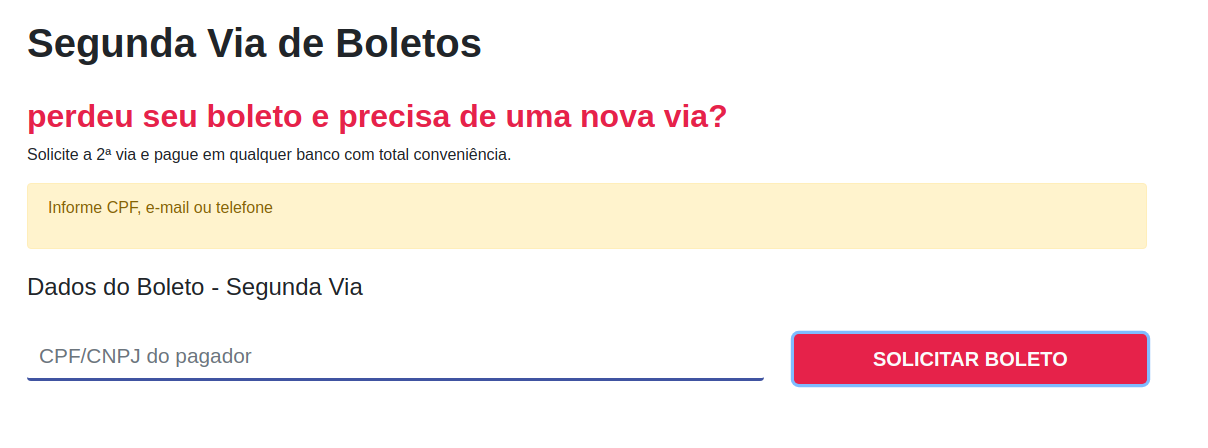 Segunda Via de Boletos
perdeu seu boleto e precisa de uma nova via?
Solicite a 2ª via e pague em qualquer banco com total conveniência.
Informe CPF, e-mail ou telefone
Dados do Boleto - Segunda Via
CPF/CNPJ do pagador
SOLICITAR BOLETO